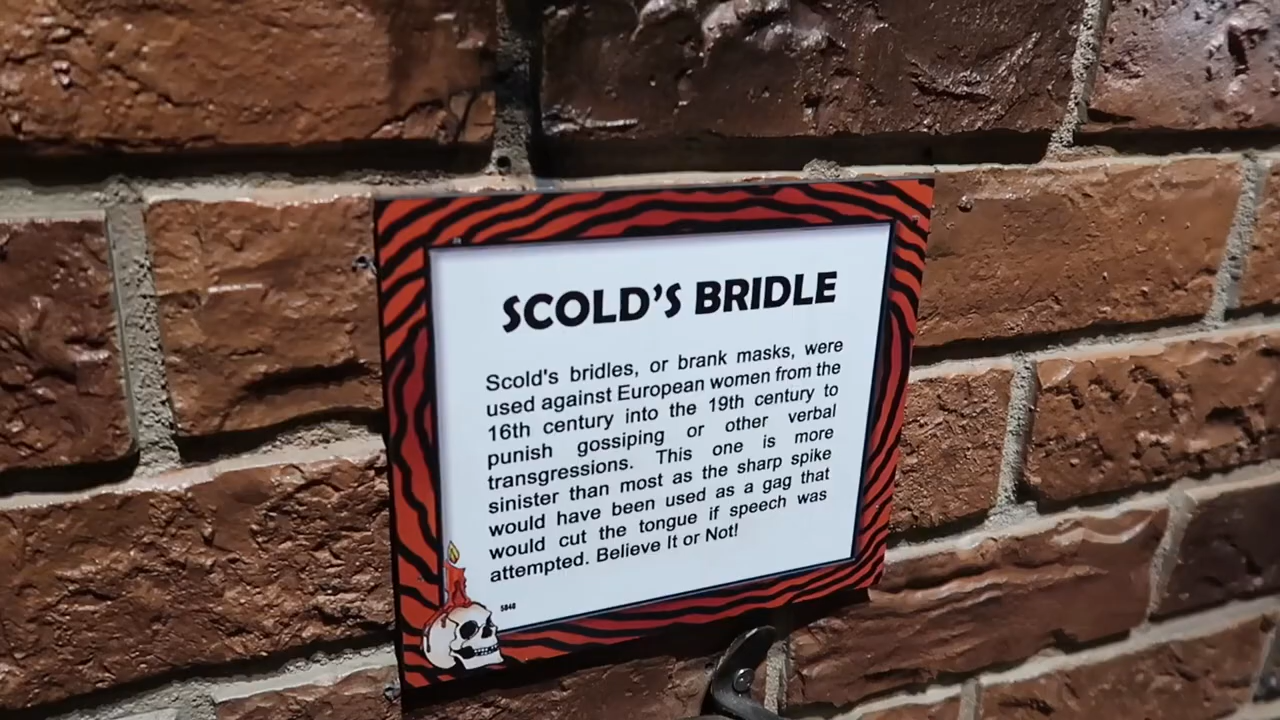 SCOLD'S BRIDLE
Scold's bridles, or brank masks, were
used against European women from the
16th century into the 19th century to
punish gossiping or other verbal
transgressions. This one is more
sinister than most as the sharp spike
would have been used as a gag that
would cut the tongue if speech was
attempted. Believe It or Not!
5840